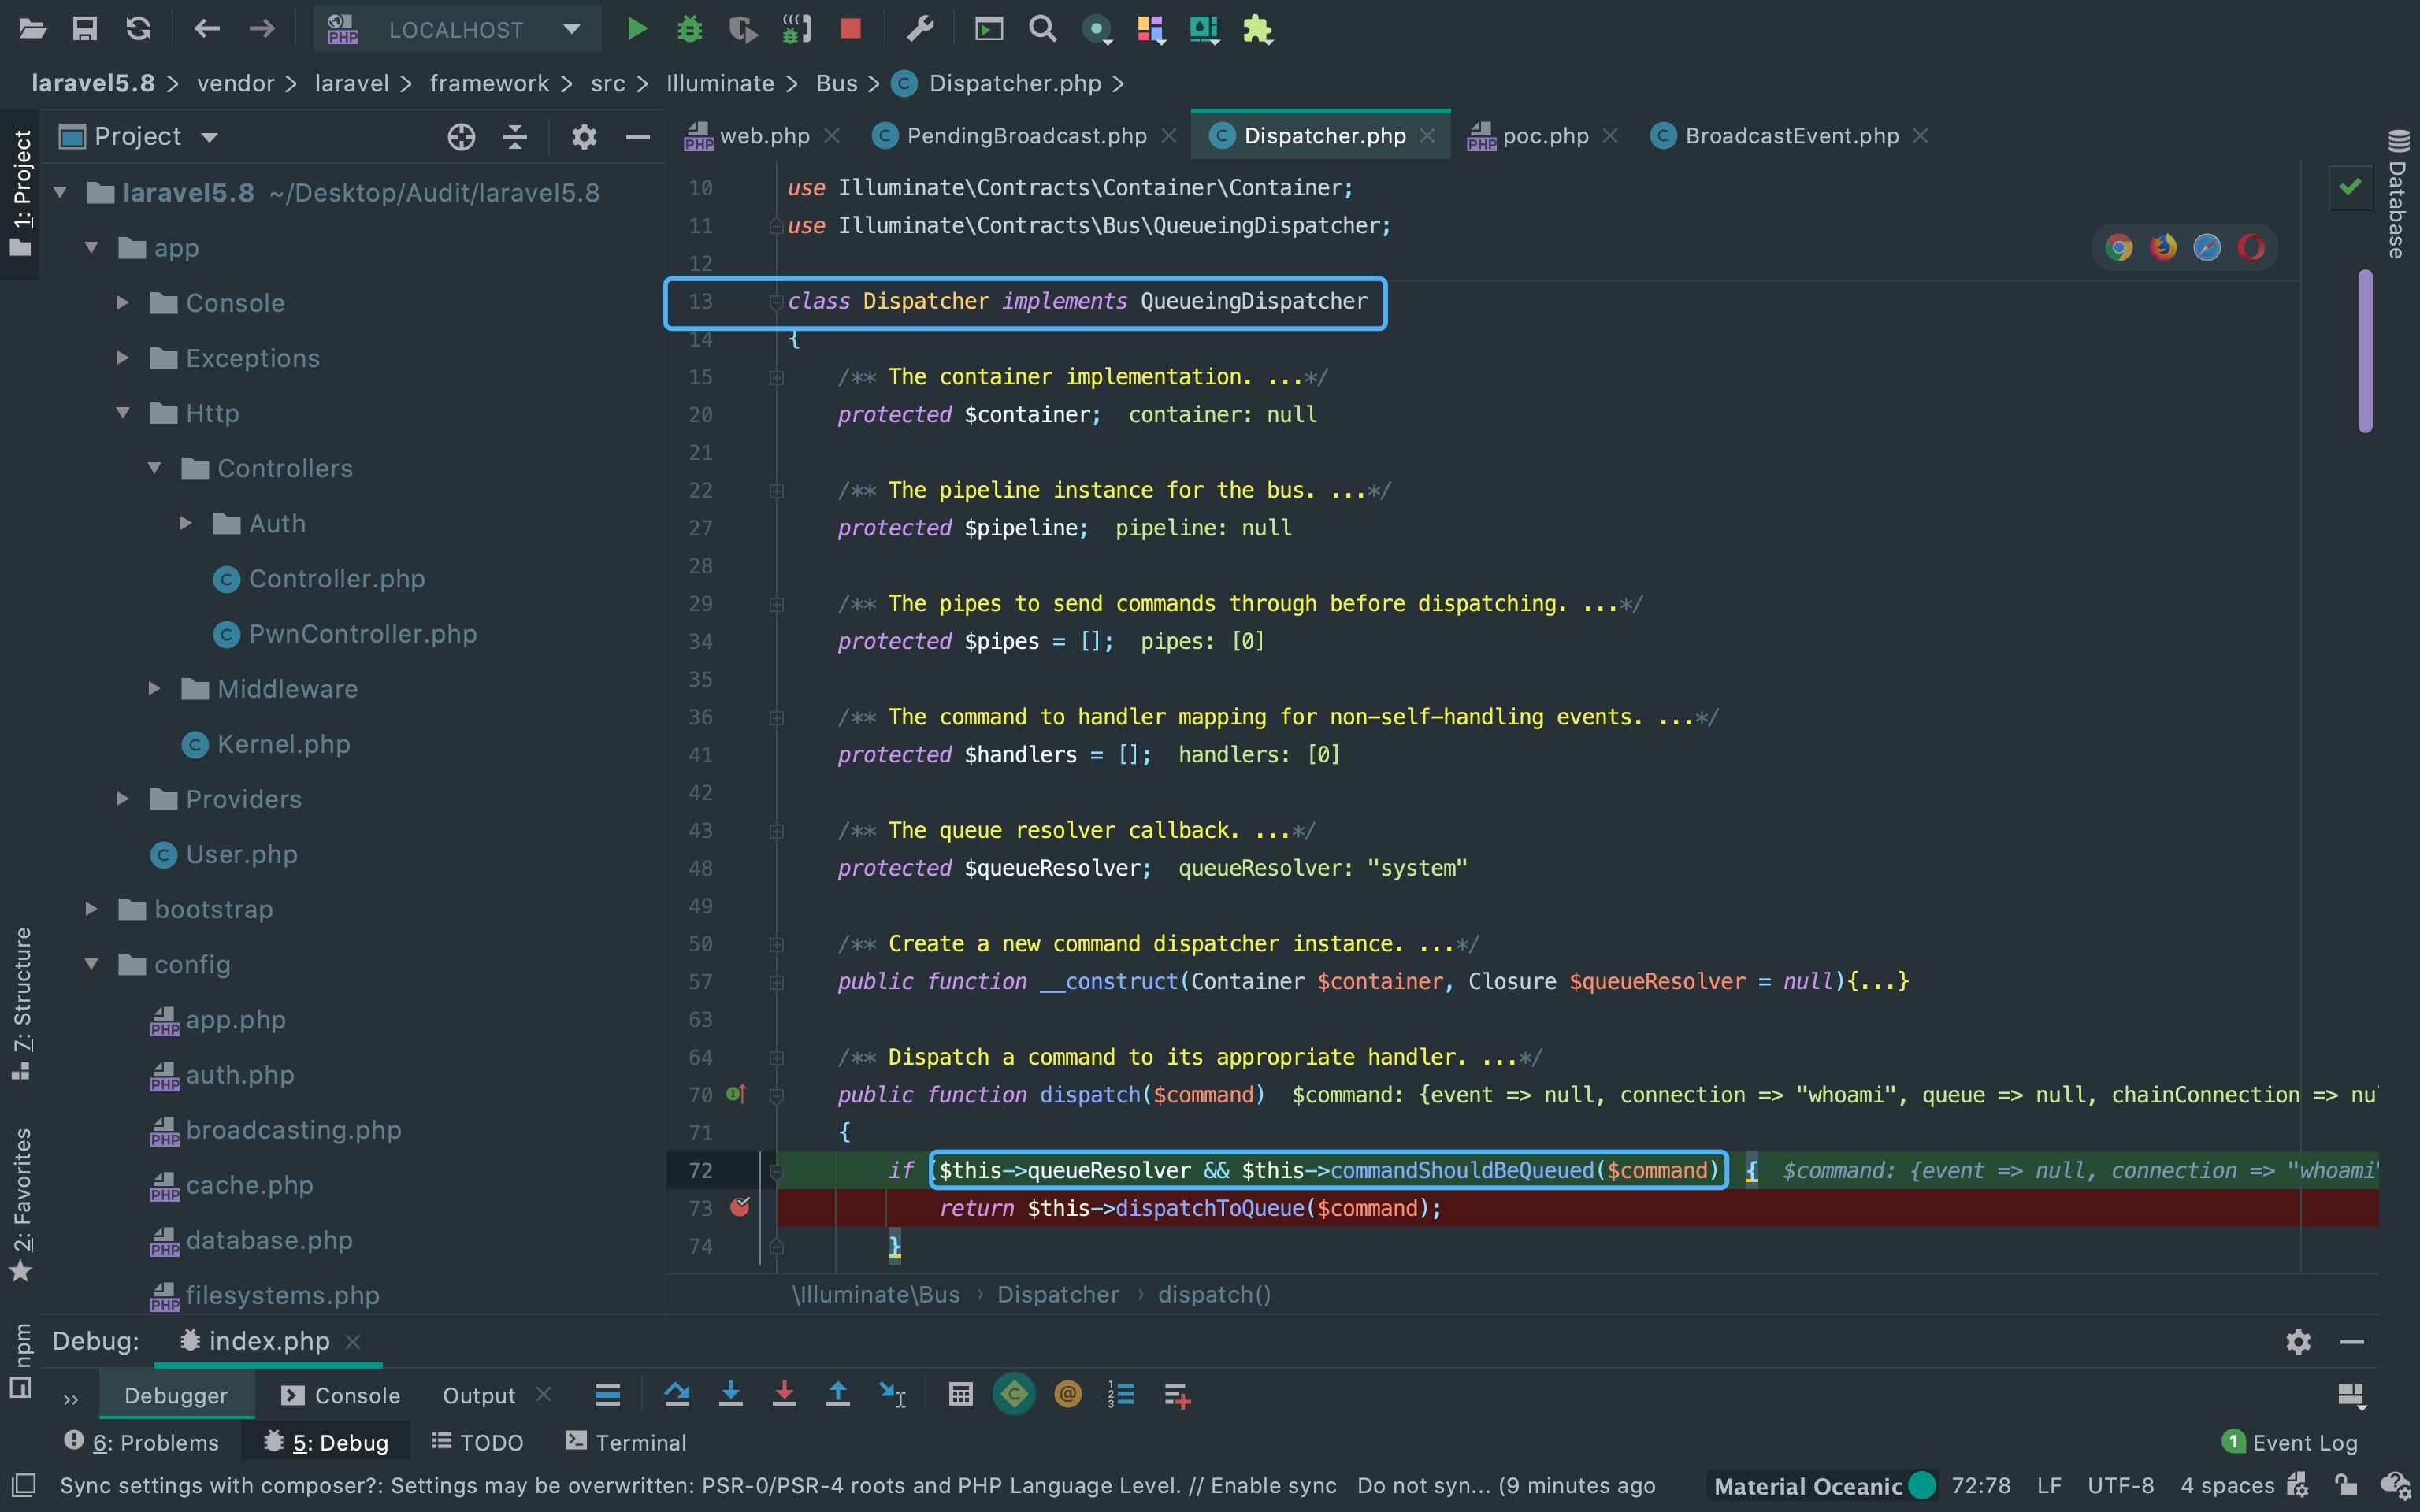 LOCALHOST
laravel5.8 > vendor > laravel > framework > src > Illuminate > Bus > Dispatcher.php >
1: Project
Project
web.php
PendingBroadcast.php
Dispatcher.php
poc.php
BroadcastEvent.php
Database
laravel5.8 ~/Desktop/Audit/laravel5.8
app
Console
Exceptions
Http
Controllers
Auth
Controller.php
PwnController.php
Middleware
Kernel.php
Providers
User.php
bootstrap
config
app.php
auth.php
broadcasting.php
cache.php
database.php
filesystems.php
7: Structure
2: Favorites
npm
10 use Illuminate\Contracts\Container\Container;
11 use Illuminate\Contracts\Bus\QueueingDispatcher;
12
13 class Dispatcher implements QueueingDispatcher
14 {
15 /** The container implementation. ...*/
20 protected $container; container: null
21
22 /** The pipeline instance for the bus. ...*/
27 protected $pipeline; pipeline: null
28
29 /** The pipes to send commands through before dispatching. ...*/
34 protected $pipes = []; pipes: [0]
35
36 /** The command to handler mapping for non-self-handling events. ...*/
41 protected $handlers = []; handlers: [0]
42
43 /** The queue resolver callback. ...*/
48 protected $queueResolver; queueResolver: "system"
49
50 /** Create a new command dispatcher instance. ...*/
57 public function __construct(Container $container, Closure $queueResolver = null){...}
63
64 /** Dispatch a command to its appropriate handler. ...*/
70 public function dispatch($command) $command: {event => null, connection => "whoami", queue => null, chainConnection => nu
71 {
72 if ($this->queueResolver && $this->commandShouldBeQueued($command)) { $command: {event => null, connection => "whoami"
73 return $this->dispatchToQueue($command);
74 }
\Illuminate\Bus › Dispatcher › dispatch()
Debug: index.php
Debugger Console Output
6: Problems 5: Debug TODO Terminal 1 Event Log
Sync settings with composer?: Settings may be overwritten: PSR-0/PSR-4 roots and PHP Language Level. // Enable sync Do not syn... (9 minutes ago Material Oceanic 72:78 LF UTF-8 4 spaces